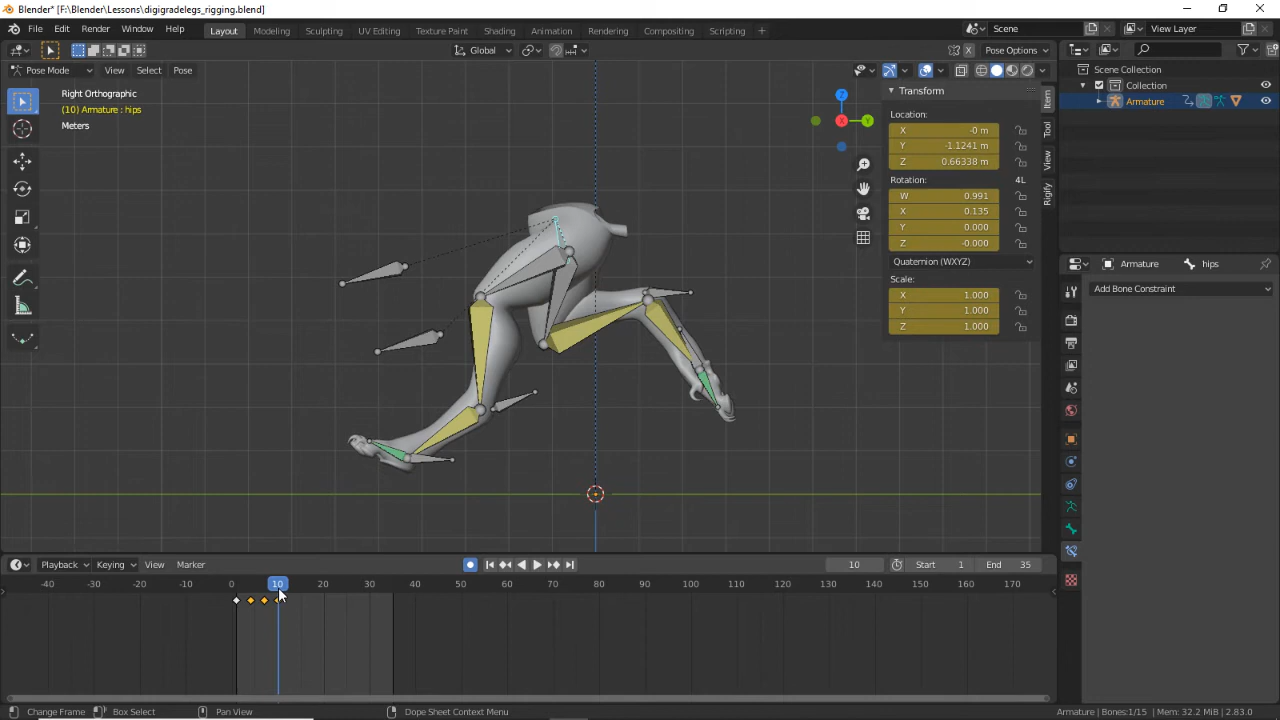 Blender* [F:\Blender\Lessons\digigradelegs_rigging.blend]
File Edit Render Window Help Layout Modeling Sculpting UV Editing Texture Paint Shading Animation Rendering Compositing Scripting + Scene View Layer
Global X Pose Options
Pose Mode View Select Pose
Right Orthographic
(10) Armature : hips
Meters
Z
Y
X
Transform
Location:
X -0 m
Y -1.1241 m
Z 0.66338 m
Rotation: 4L
W 0.991
X 0.135
Y 0.000
Z -0.000
Quaternion (WXYZ)
Scale:
X 1.000
Y 1.000
Z 1.000
Item
Tool
View
Rigify
Scene Collection
Collection
Armature
Armature hips
Add Bone Constraint
Playback Keying View Marker 10 Start 1 End 35
-40 -30 -20 -10 0 10 20 30 40 50 60 70 80 90 100 110 120 130 140 150 160 170
Change Frame Box Select Pan View Dope Sheet Context Menu Armature | Bones:1/15 | Mem: 32.2 MiB | 2.83.0